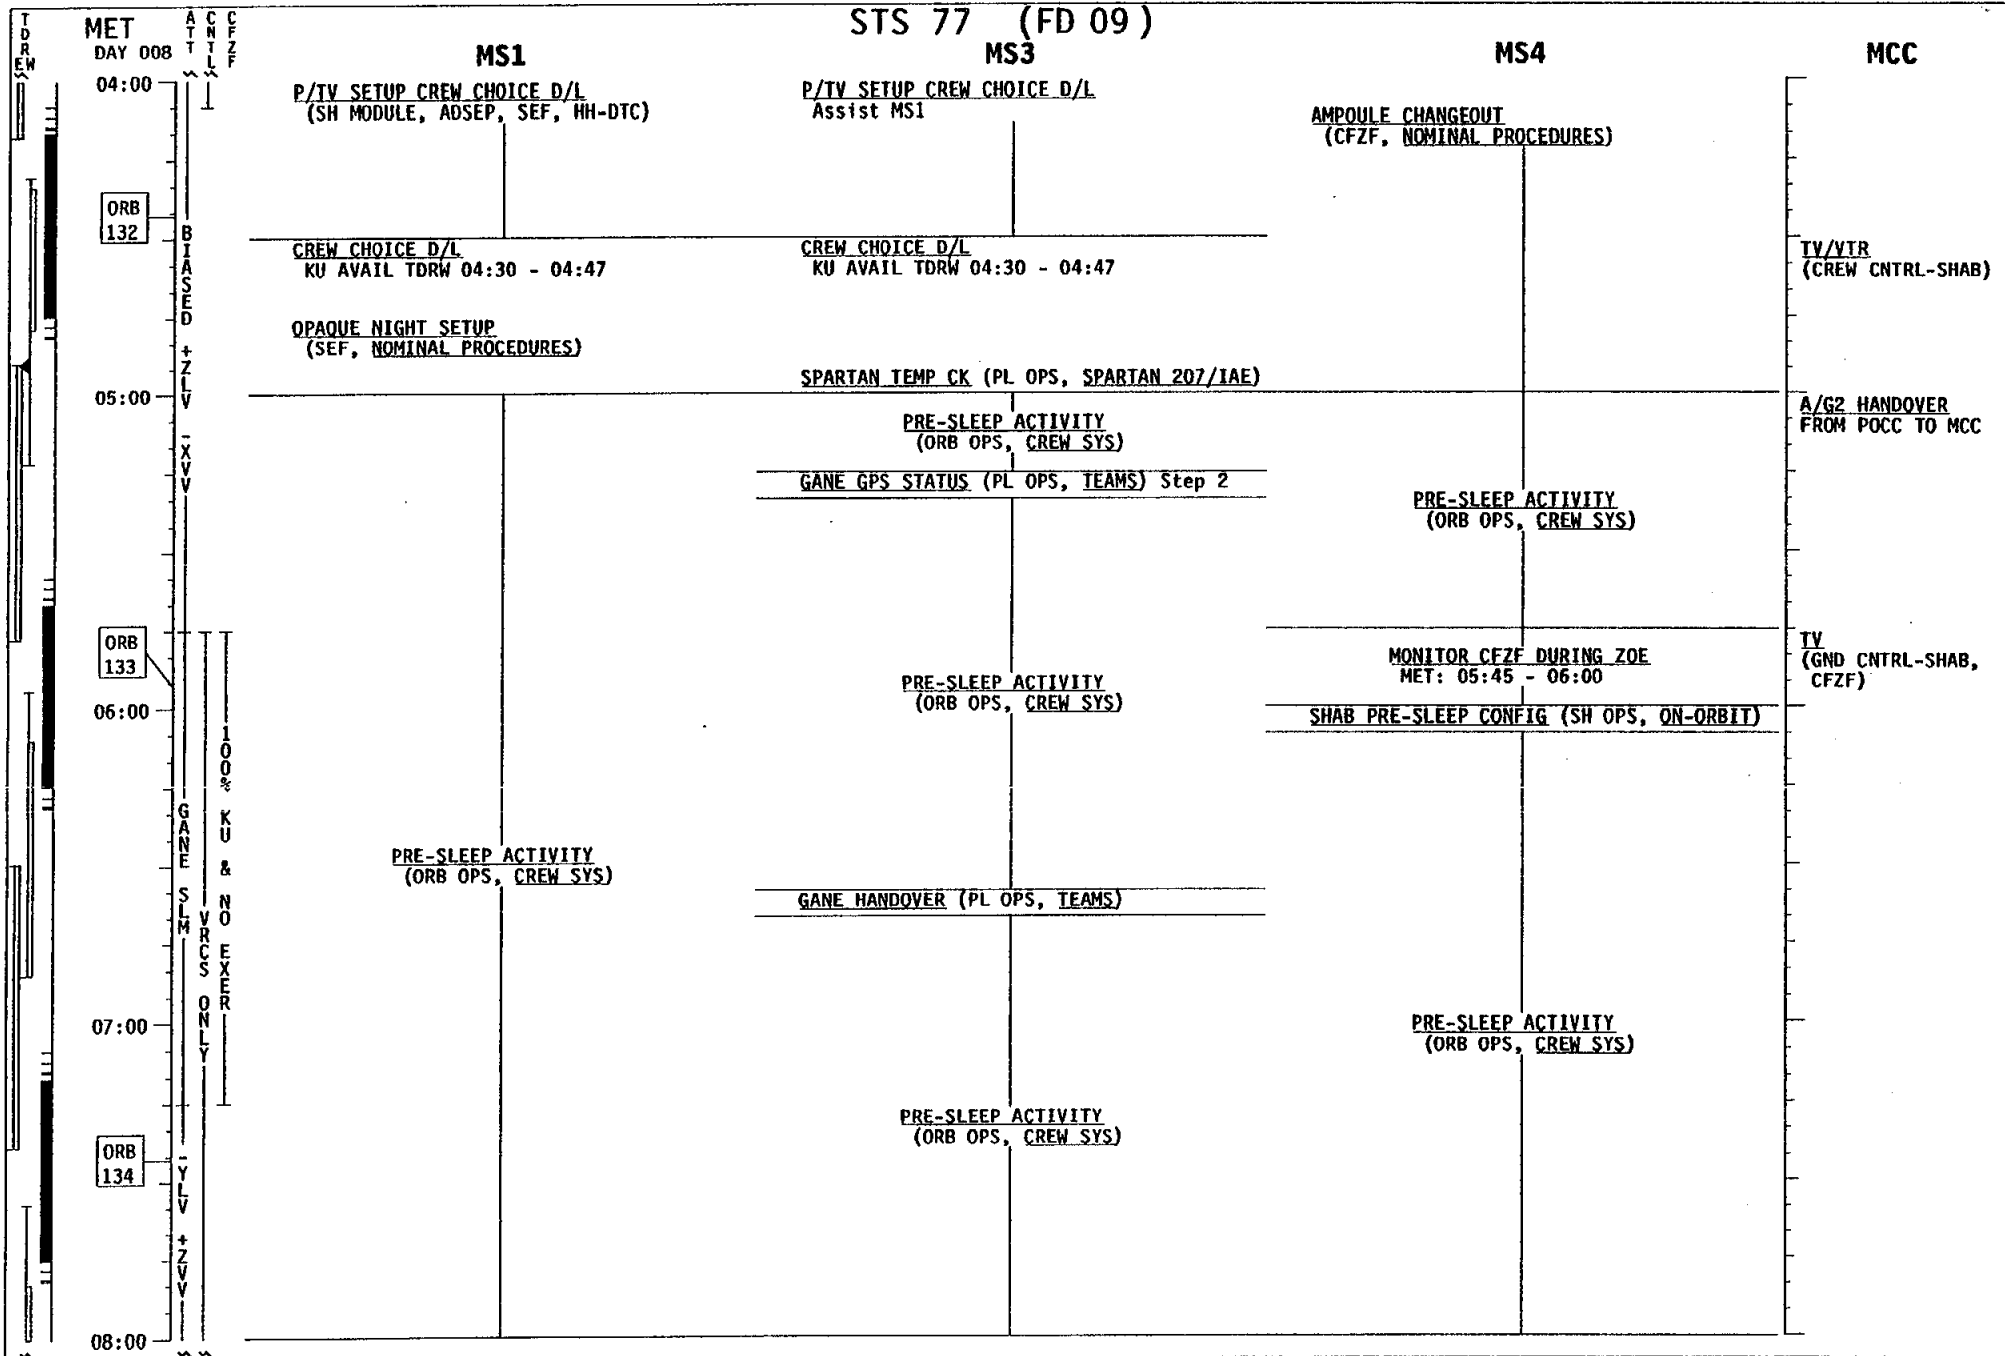 STS 77 (FD 09)
TDREW
MET
DAY 008
ATT
CNTL
CFZF
MS1
MS3
MS4
MCC
04:00
P/TV SETUP CREW CHOICE D/L
(SH MODULE, ADSEP, SEF, HH-DTC)
P/TV SETUP CREW CHOICE D/L
Assist MS1
AMPOULE CHANGEOUT
(CFZF, NOMINAL PROCEDURES)
ORB
132
BIASED +ZLV -XVV
CREW CHOICE D/L
KU AVAIL TDRW 04:30 - 04:47
CREW CHOICE D/L
KU AVAIL TDRW 04:30 - 04:47
TV/VTR
(CREW CNTRL-SHAB)
OPAQUE NIGHT SETUP
(SEF, NOMINAL PROCEDURES)
SPARTAN TEMP CK (PL OPS, SPARTAN 207/IAE)
05:00
PRE-SLEEP ACTIVITY
(ORB OPS, CREW SYS)
A/G2 HANDOVER
FROM POCC TO MCC
GANE GPS STATUS (PL OPS, TEAMS) Step 2
PRE-SLEEP ACTIVITY
(ORB OPS, CREW SYS)
ORB
133
MONITOR CFZF DURING ZOE
MET: 05:45 - 06:00
TV
(GND CNTRL-SHAB,
CFZF)
PRE-SLEEP ACTIVITY
(ORB OPS, CREW SYS)
06:00
SHAB PRE-SLEEP CONFIG (SH OPS, ON-ORBIT)
100% KU & NO EXER
GANE SLM
VRCS ONLY
PRE-SLEEP ACTIVITY
(ORB OPS, CREW SYS)
GANE HANDOVER (PL OPS, TEAMS)
07:00
PRE-SLEEP ACTIVITY
(ORB OPS, CREW SYS)
PRE-SLEEP ACTIVITY
(ORB OPS, CREW SYS)
ORB
134
-YLV +ZVV
08:00